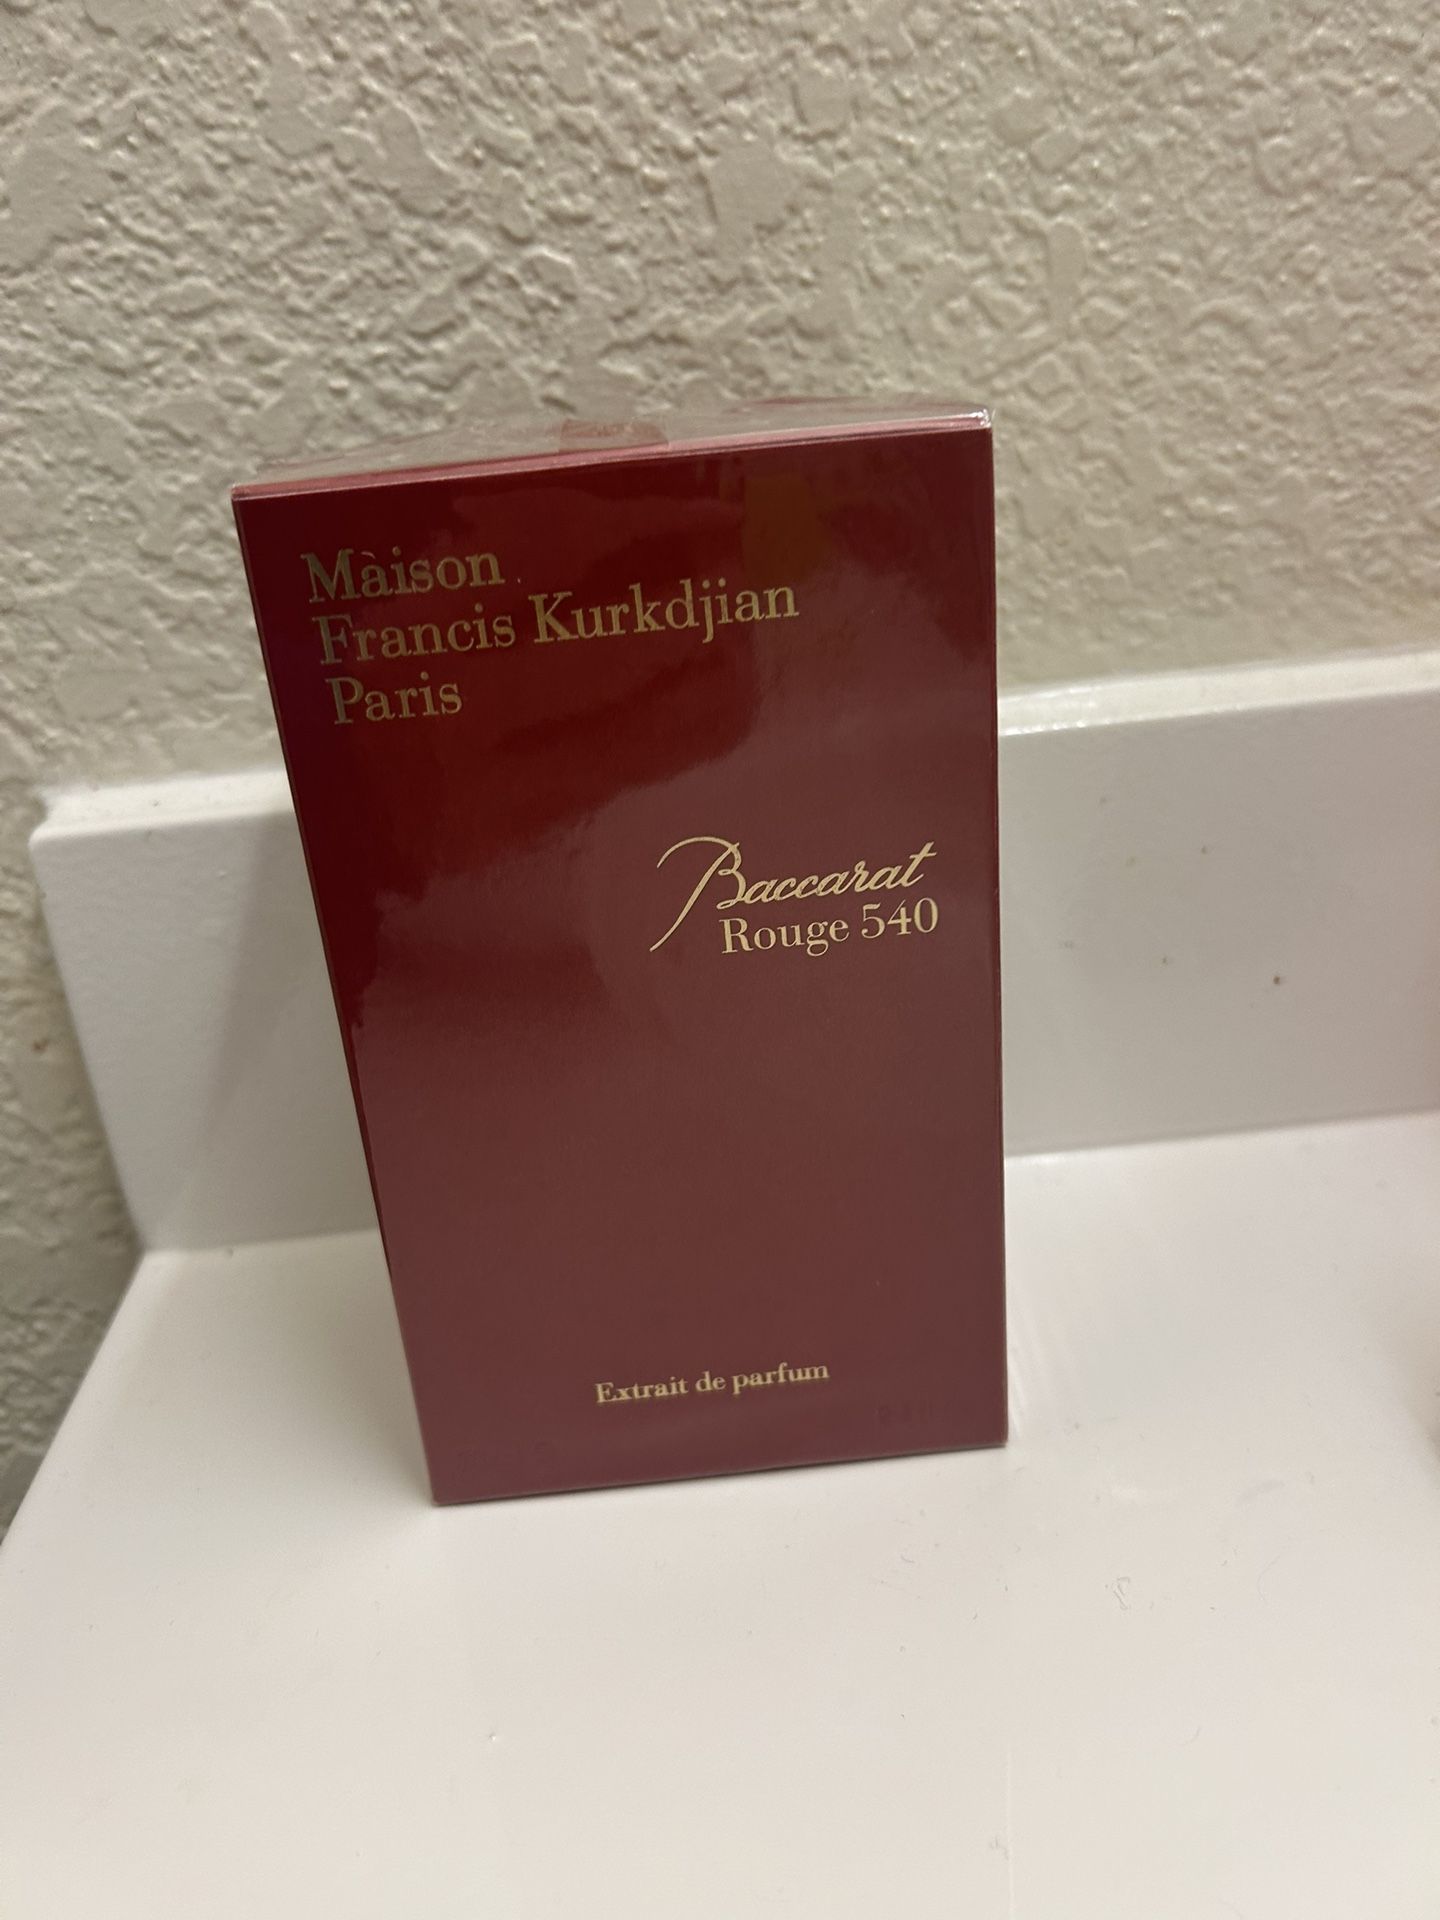 Màison
Francis Kurkdjian
Paris
Baccarat
Rouge 540
Extrait de parfum